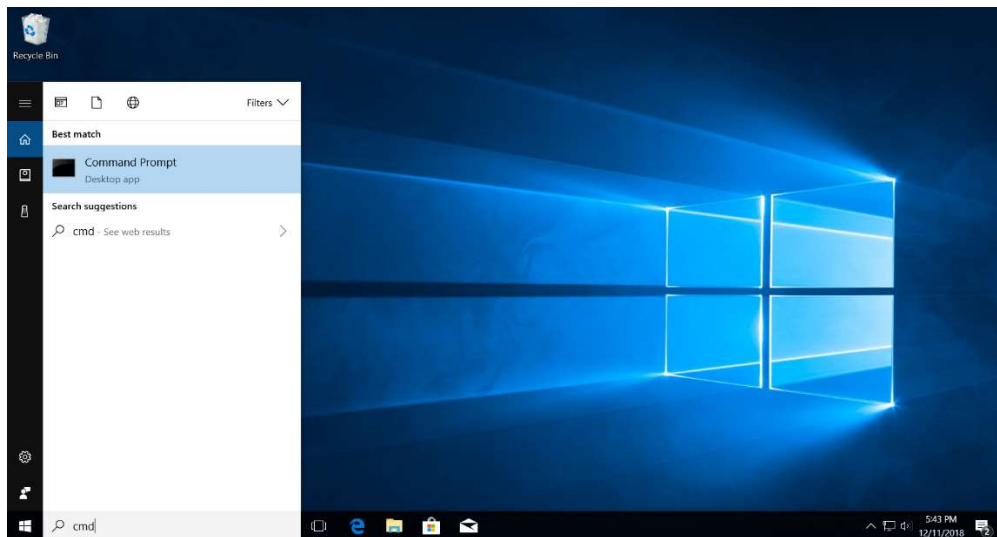 Recycle Bin
Filters
Best match
Command Prompt
Desktop app
Search suggestions
cmd - See web results
cmd
5:43 PM
12/11/2018
2